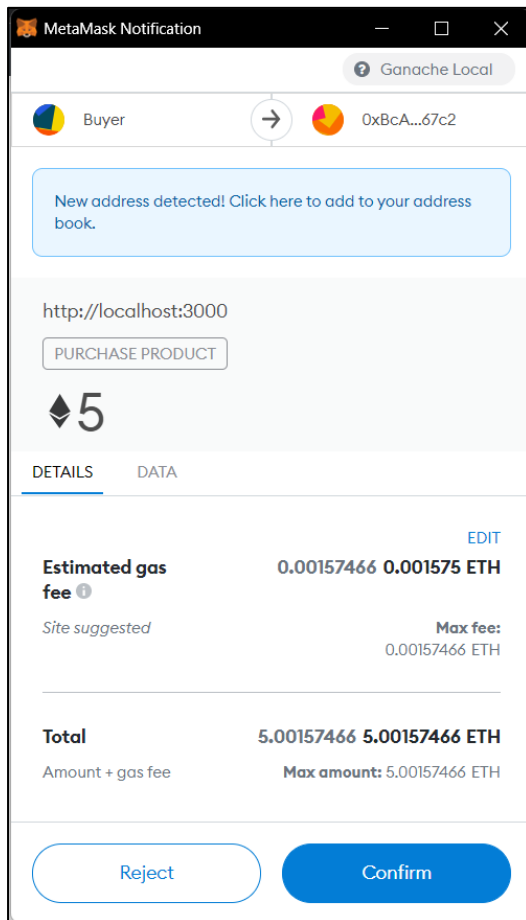 MetaMask Notification
Ganache Local
Buyer
0xBcA...67c2
New address detected! Click here to add to your address
book.
http://localhost:3000
PURCHASE PRODUCT
5
DETAILS DATA
EDIT
Estimated gas 0.00157466 0.001575 ETH
fee
Site suggested Max fee:
0.00157466 ETH
Total 5.00157466 5.00157466 ETH
Amount + gas fee Max amount: 5.00157466 ETH
Reject Confirm